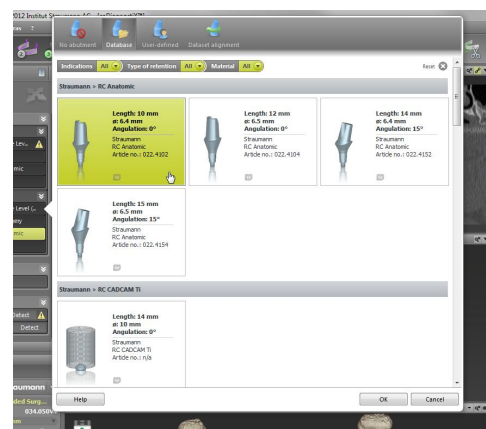 2012 Institut Straumann AG
No abutment Database User-defined Dataset alignment
Indications All Type of retention All Material All Reset
Straumann > RC Anatomic
Length: 10 mm
ø: 6.4 mm
Angulation: 0°
Straumann
RC Anatomic
Article no.: 022.4102
Length: 12 mm
ø: 6.5 mm
Angulation: 0°
Straumann
RC Anatomic
Article no.: 022.4104
Length: 14 mm
ø: 6.4 mm
Angulation: 15°
Straumann
RC Anatomic
Article no.: 022.4152
Length: 15 mm
ø: 6.5 mm
Angulation: 15°
Straumann
RC Anatomic
Article no.: 022.4154
Straumann > RC CADCAM Ti
Length: 14 mm
ø: 10 mm
Angulation: 0°
Straumann
RC CADCAM Ti
Article no.: n/a
Detect
Detect
Help OK Cancel
aumann
ded Surg...
034.050